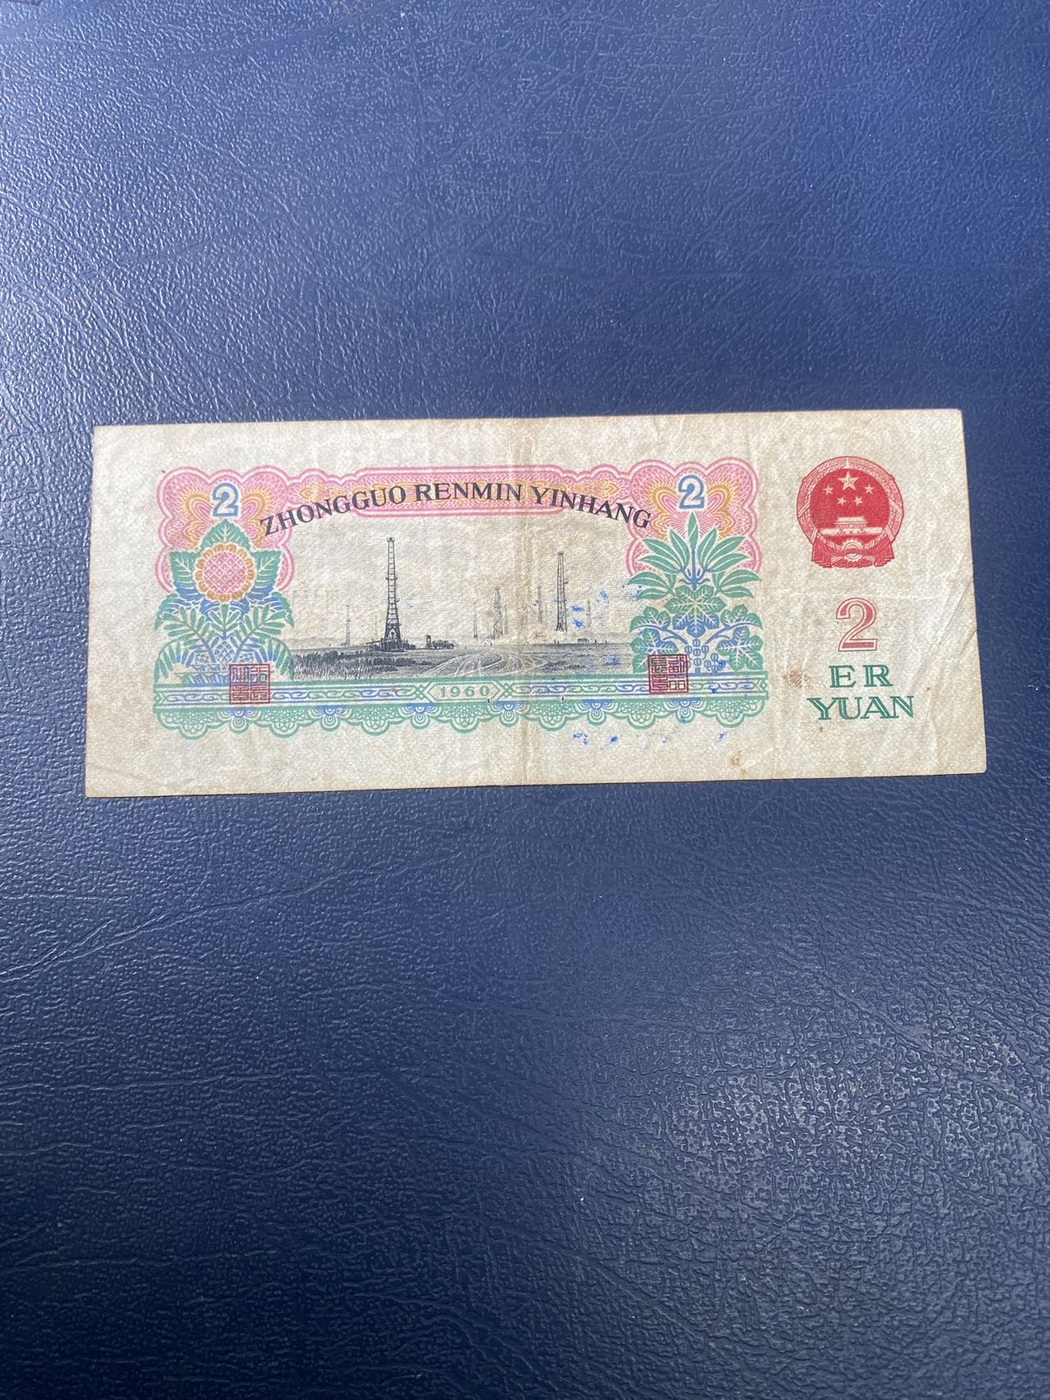 2
ZHONGGUO RENMIN YINHANG
2
1960
2
ER
YUAN